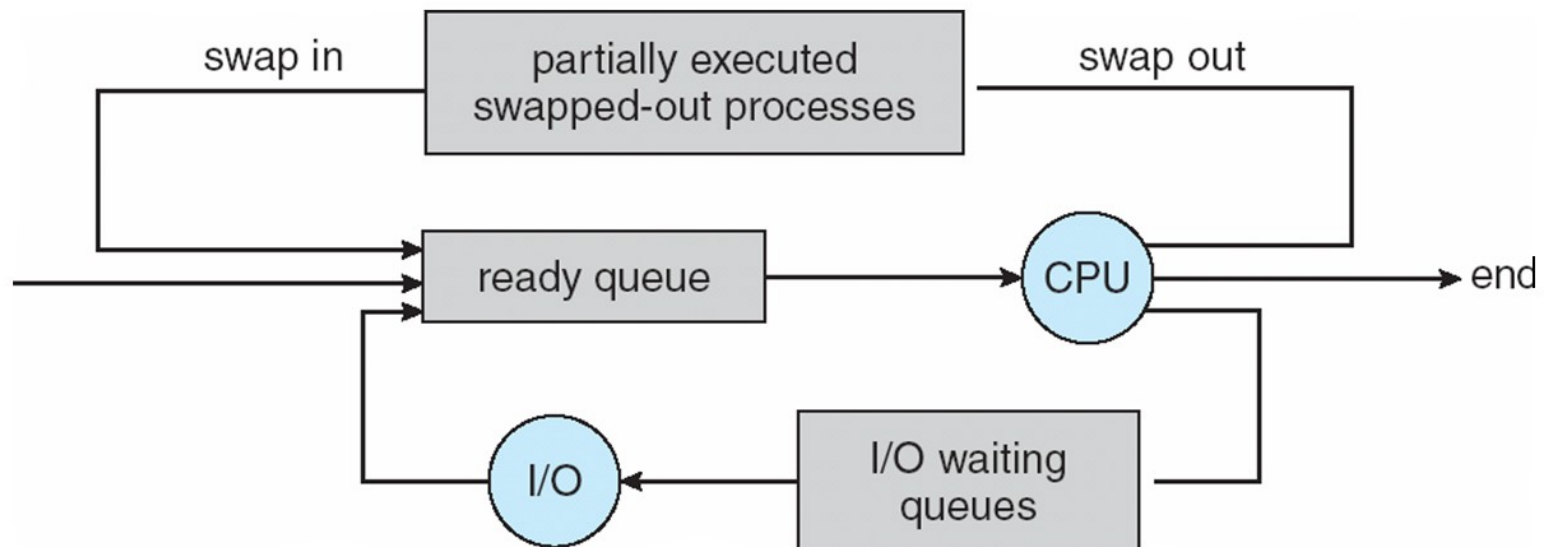 swap in
partially executed
swapped-out processes
swap out
ready queue
CPU
end
I/O
I/O waiting
queues